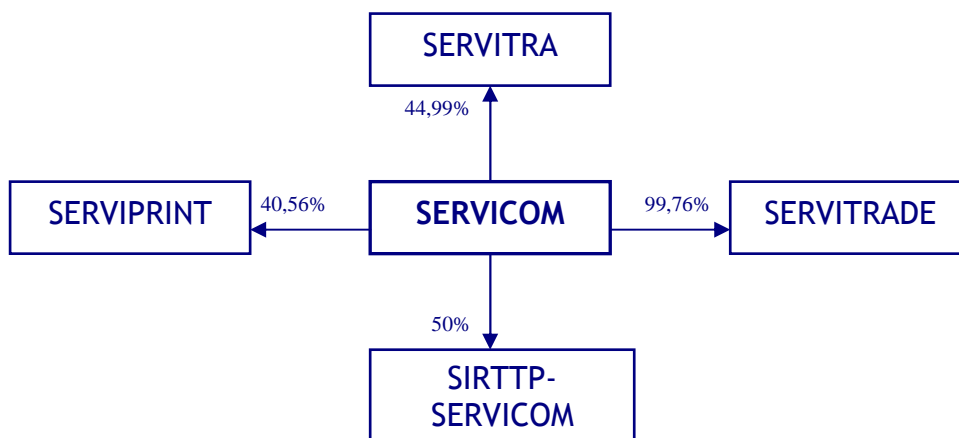 SERVITRA
44,99%
SERVIPRINT
40,56%
SERVICOM
99,76%
SERVITRADE
50%
SIRTTP-
SERVICOM